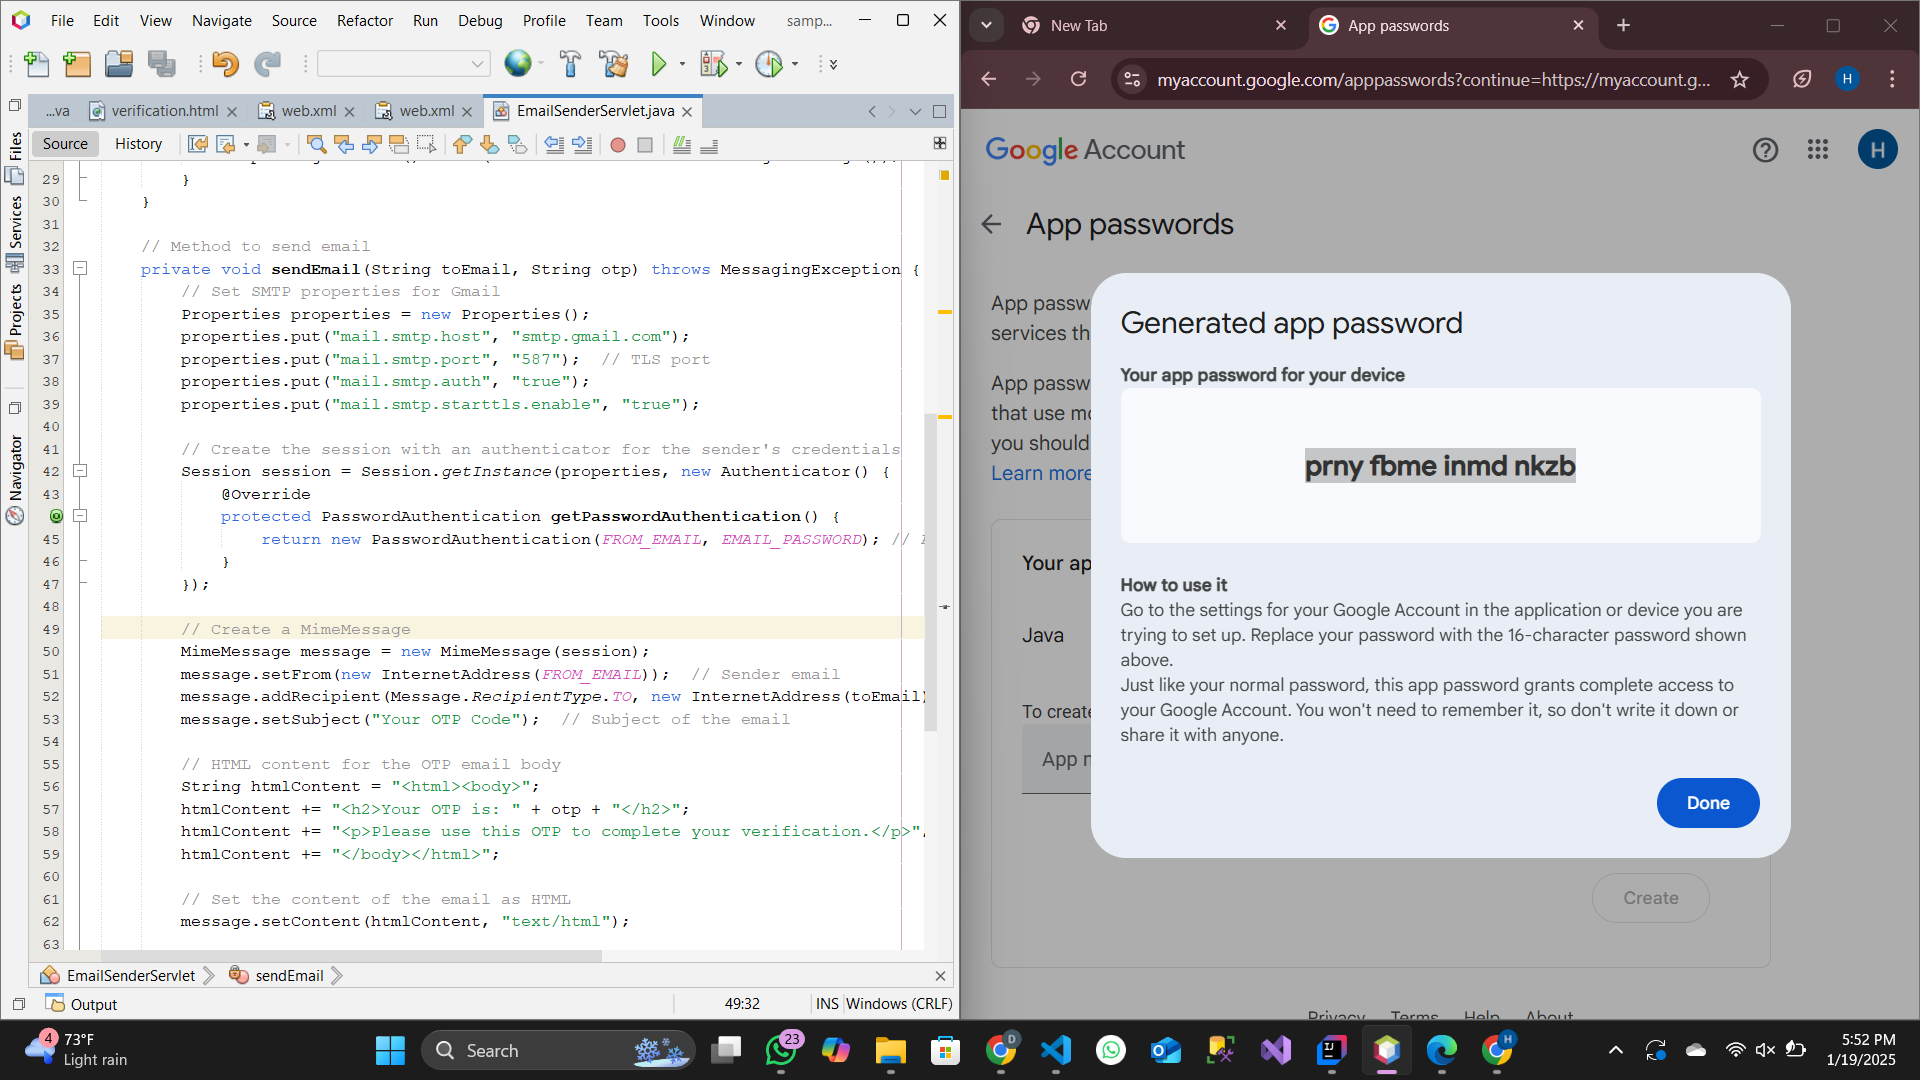 File Edit View Navigate Source Refactor Run Debug Profile Team Tools Window samp...
...va verification.html web.xml web.xml EmailSenderServlet.java
Source History
Files
Services
Projects
Navigator
29 }
30 }
31
32 // Method to send email
33 private void sendEmail(String toEmail, String otp) throws MessagingException {
34 // Set SMTP properties for Gmail
35 Properties properties = new Properties();
36 properties.put("mail.smtp.host", "smtp.gmail.com");
37 properties.put("mail.smtp.port", "587"); // TLS port
38 properties.put("mail.smtp.auth", "true");
39 properties.put("mail.smtp.starttls.enable", "true");
40
41 // Create the session with an authenticator for the sender's credentials
42 Session session = Session.getInstance(properties, new Authenticator() {
43 @Override
protected PasswordAuthentication getPasswordAuthentication() {
45 return new PasswordAuthentication(FROM_EMAIL, EMAIL_PASSWORD); //
46 }
47 });
48
49 // Create a MimeMessage
50 MimeMessage message = new MimeMessage(session);
51 message.setFrom(new InternetAddress(FROM_EMAIL)); // Sender email
52 message.addRecipient(Message.RecipientType.TO, new InternetAddress(toEmail)
53 message.setSubject("Your OTP Code"); // Subject of the email
54
55 // HTML content for the OTP email body
56 String htmlContent = "<html><body>";
57 htmlContent += "<h2>Your OTP is: " + otp + "</h2>";
58 htmlContent += "<p>Please use this OTP to complete your verification.</p>"
59 htmlContent += "</body></html>";
60
61 // Set the content of the email as HTML
62 message.setContent(htmlContent, "text/html");
63
EmailSenderServlet sendEmail
Output 49:32 INS Windows (CRLF)
New Tab App passwords
myaccount.google.com/apppasswords?continue=https://myaccount.g... H
Google Account H
App passwords
App passw
services th
App passw
that use mo
you should
Learn more
Your ap
Java
To create
App n
Generated app password
Your app password for your device
prny fbme inmd nkzb
How to use it
Go to the settings for your Google Account in the application or device you are
trying to set up. Replace your password with the 16-character password shown
above.
Just like your normal password, this app password grants complete access to
your Google Account. You won't need to remember it, so don't write it down or
share it with anyone.
Done
Create
Privacy Terms Help About
4 73°F
Light rain
Search
23
D
H
5:52 PM
1/19/2025